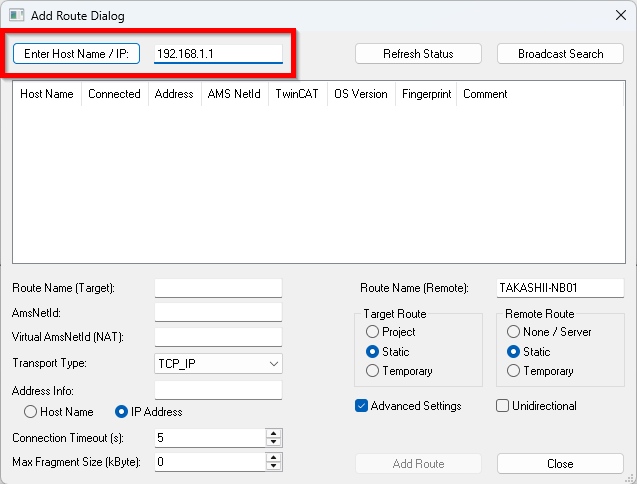 Add Route Dialog
Enter Host Name / IP: 192.168.1.1 Refresh Status Broadcast Search
Host Name Connected Address AMS NetId TwinCAT OS Version Fingerprint Comment
Route Name (Target): Route Name (Remote): TAKASHII-NB01
AmsNetId: Target Route Remote Route
Virtual AmsNetId (NAT): Project None / Server
Transport Type: TCP_IP Static Static
Temporary Temporary
Address Info:
Host Name IP Address Advanced Settings Unidirectional
Connection Timeout (s): 5
Max Fragment Size (kByte): 0 Add Route Close